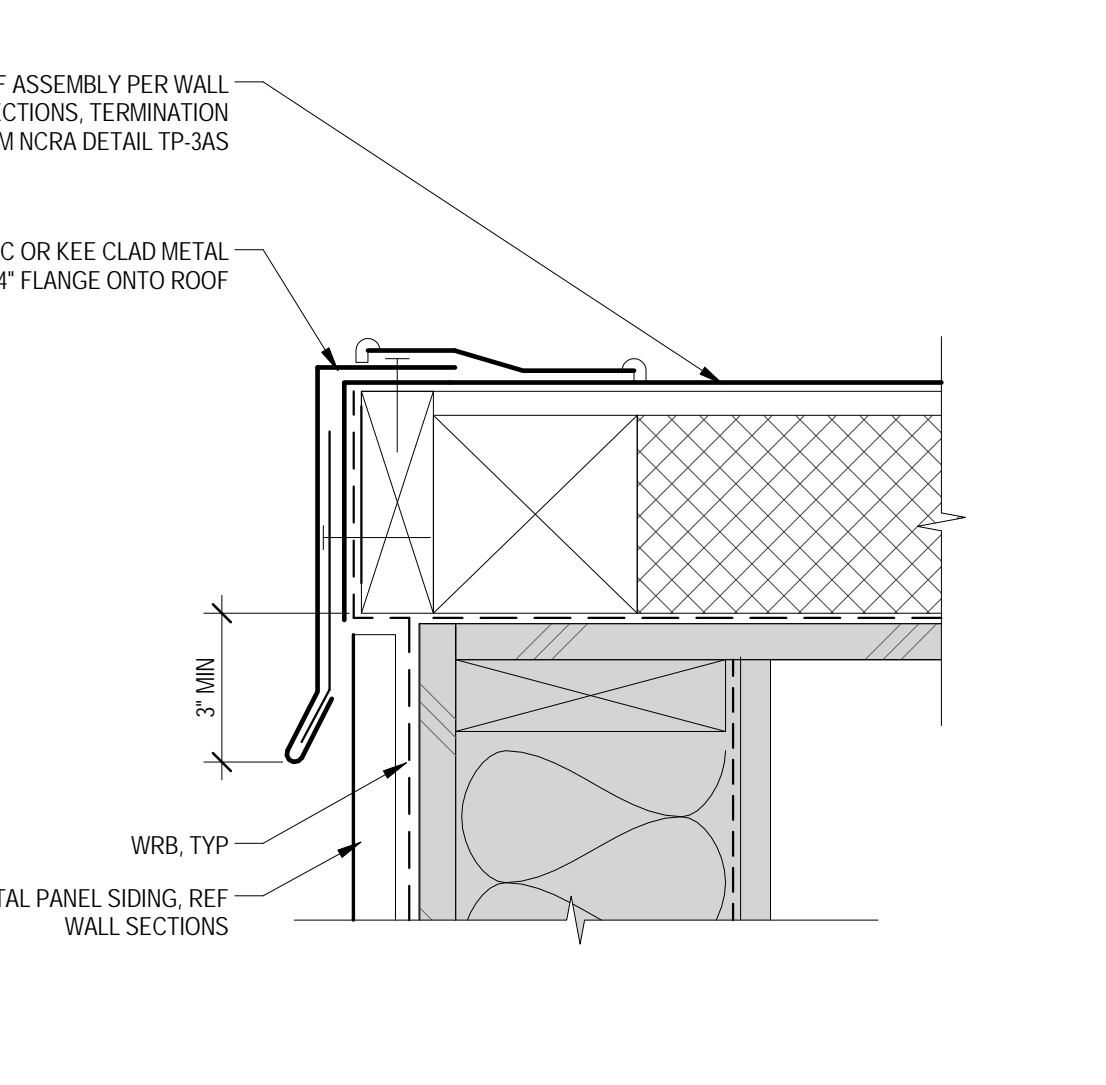 F ASSEMBLY PER WALL
ECTIONS, TERMINATION
M NCRA DETAIL TP-3AS
C OR KEE CLAD METAL
4" FLANGE ONTO ROOF
3" MIN
WRB, TYP
TAL PANEL SIDING, REF
WALL SECTIONS